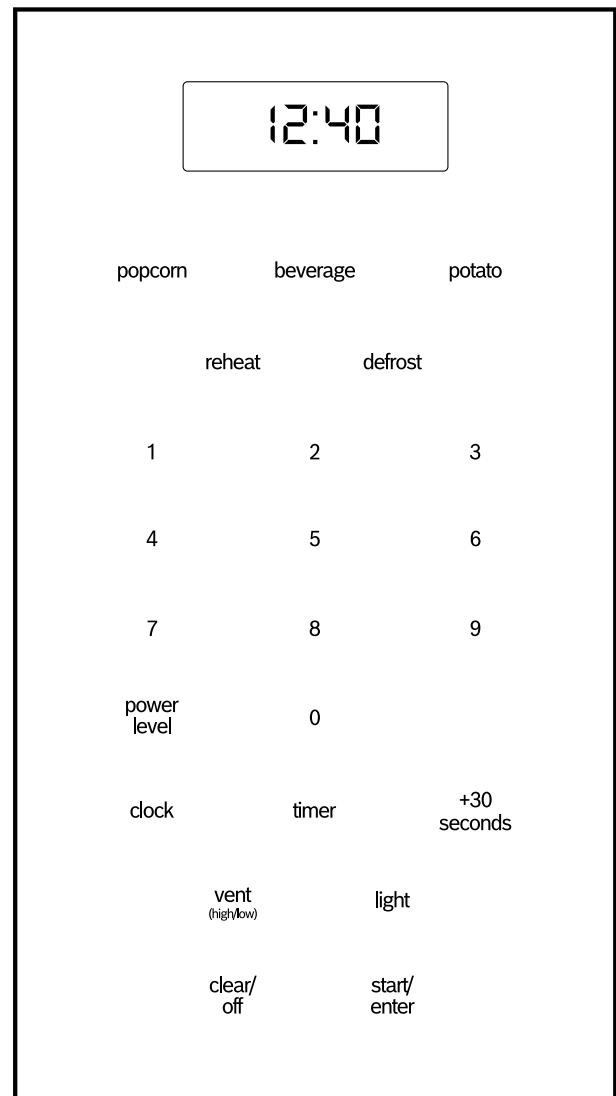 12:40
popcorn beverage potato
reheat defrost
1 2 3
4 5 6
7 8 9
power
level
0
clock timer +30
seconds
vent
(high/low)
light
clear/
off
start/
enter